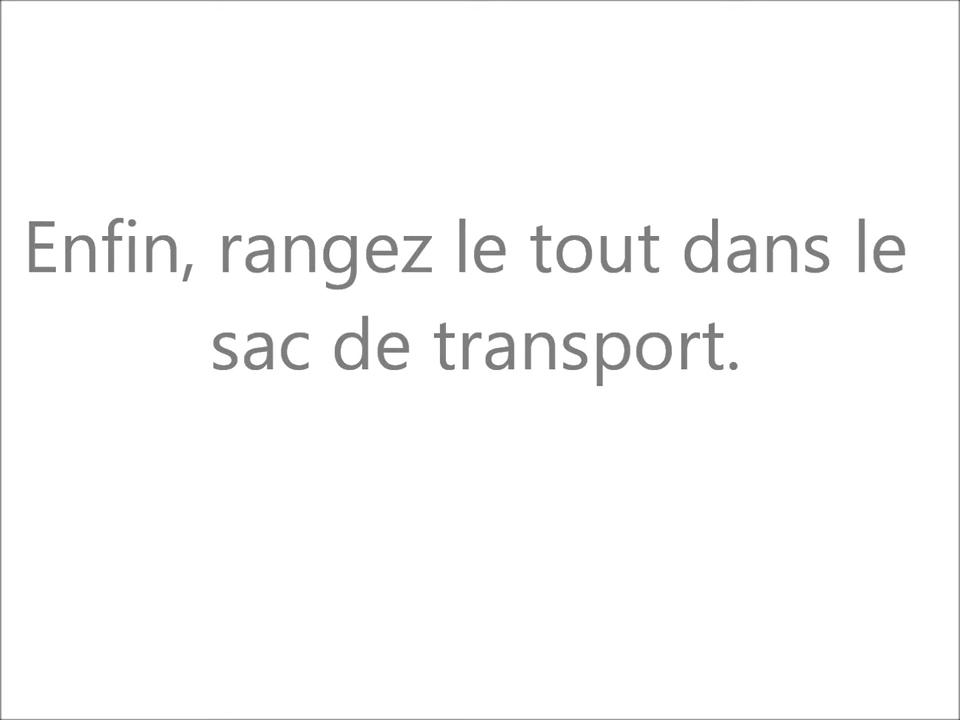 Enfin, rangez le tout dans le
sac de transport.